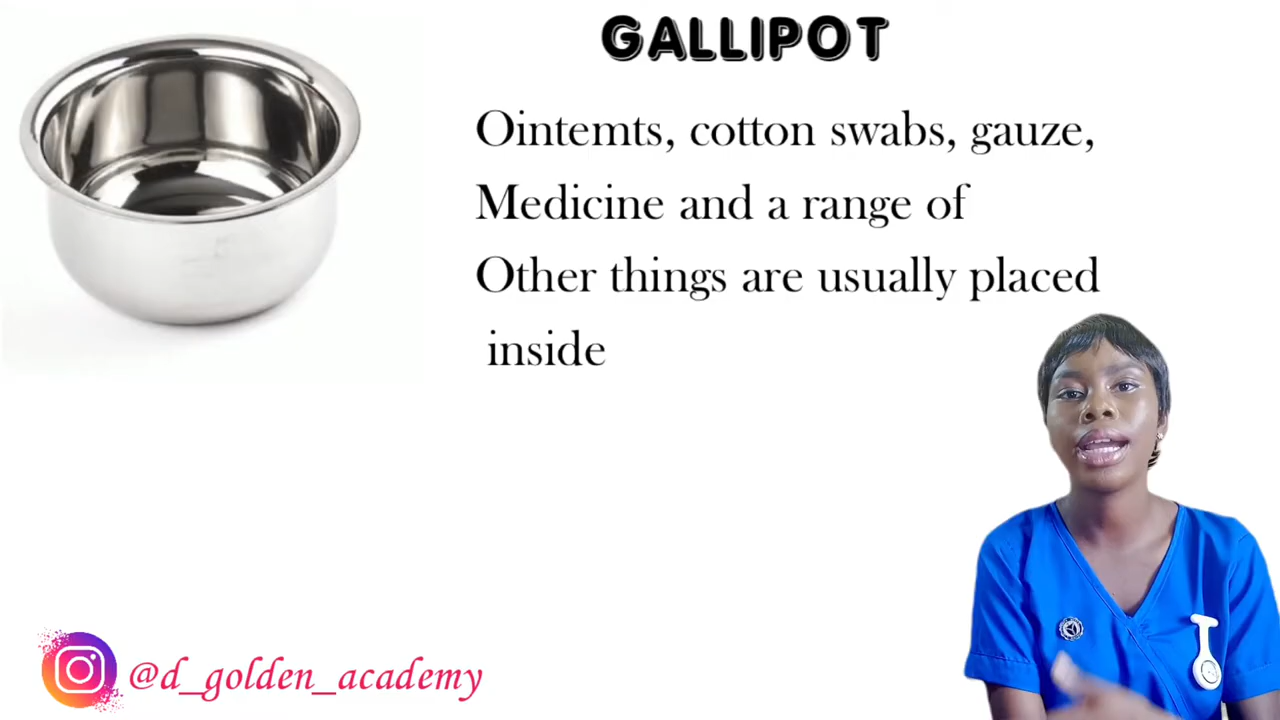 GALLIPOT
Ointemts, cotton swabs, gauze,
Medicine and a range of
Other things are usually placed
inside
@d_golden_academy